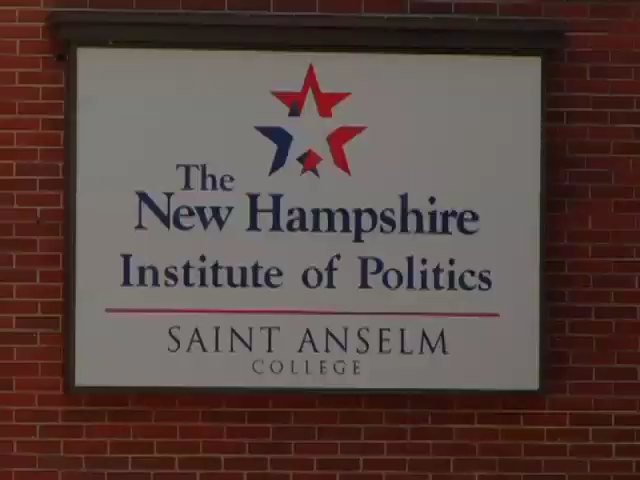 The
New Hampshire
Institute of Politics
SAINT ANSELM
COLLEGE